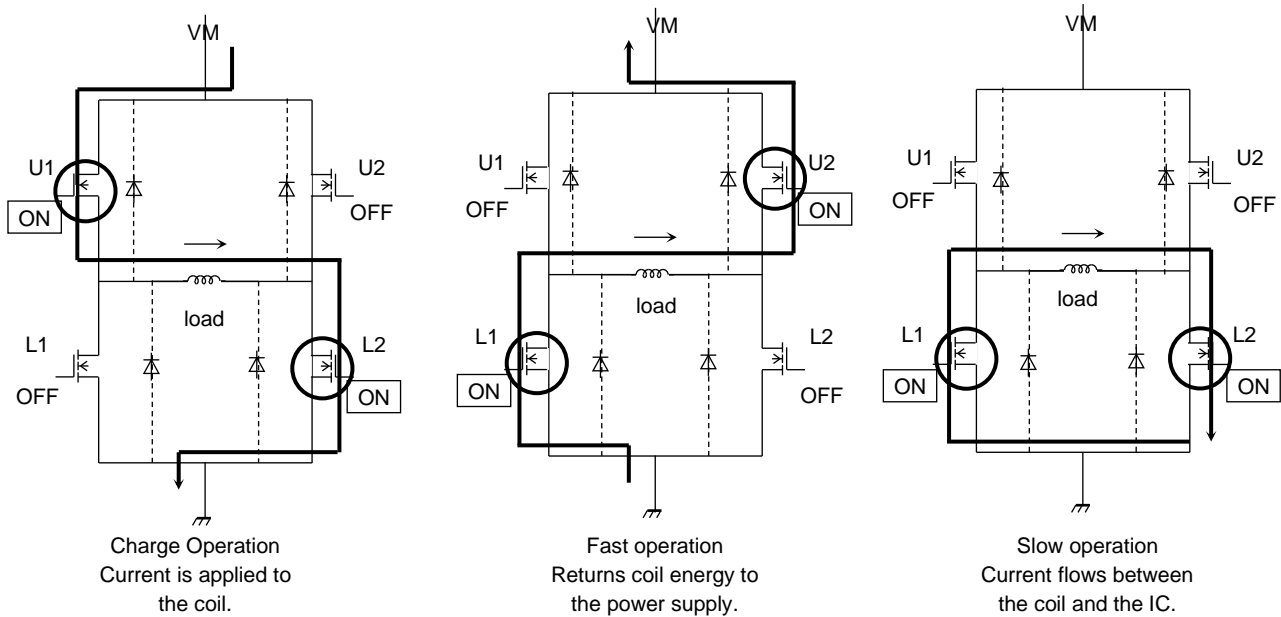 VM
U1
ON
U2
OFF
load
L1
OFF
L2
ON
Charge Operation
Current is applied to
the coil.
VM
U1
OFF
U2
ON
load
L1
ON
L2
OFF
Fast operation
Returns coil energy to
the power supply.
VM
U1
OFF
U2
OFF
load
L1
ON
L2
ON
Slow operation
Current flows between
the coil and the IC.